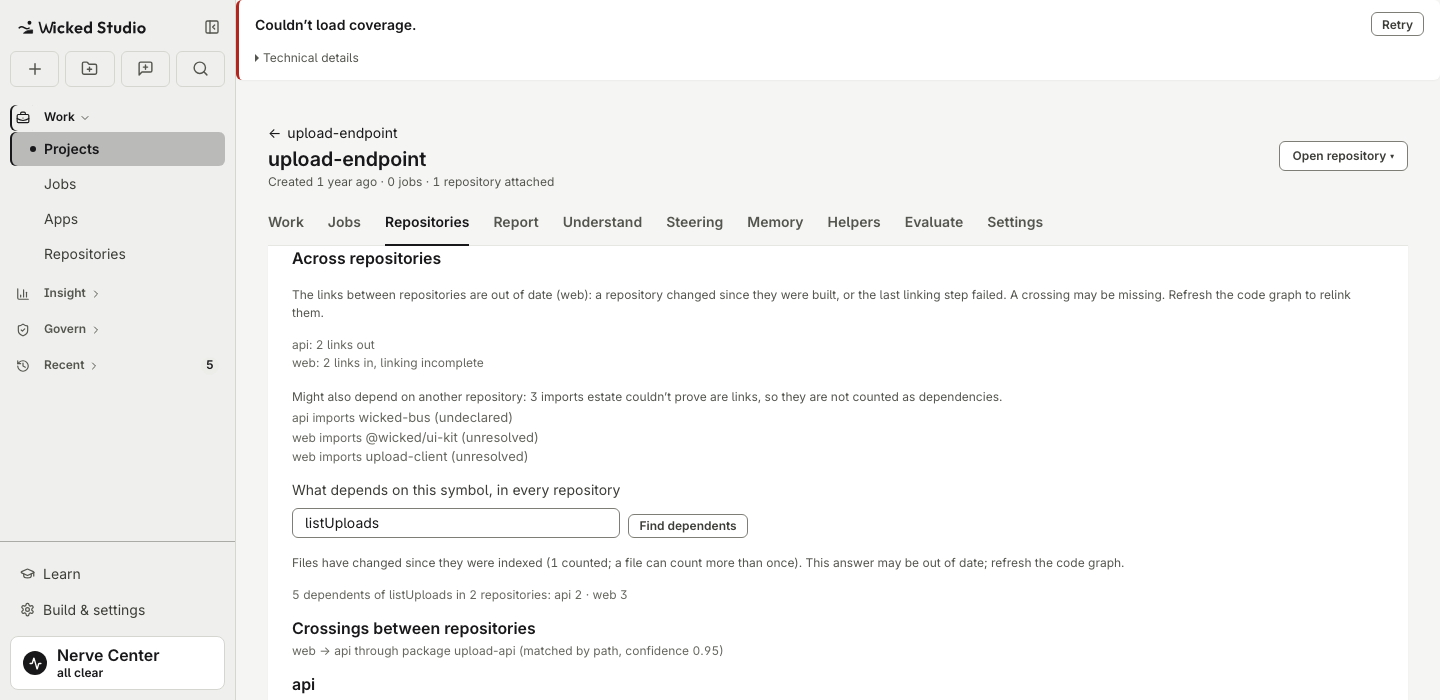 Wicked Studio
Work
Projects
Jobs
Apps
Repositories
Insight
Govern
Recent 5
Learn
Build & settings
Nerve Center
all clear
Couldn't load coverage.
Retry
Technical details
← upload-endpoint
upload-endpoint
Created 1 year ago · 0 jobs · 1 repository attached
Open repository
Work Jobs Repositories Report Understand Steering Memory Helpers Evaluate Settings
Across repositories
The links between repositories are out of date (web): a repository changed since they were built, or the last linking step failed. A crossing may be missing. Refresh the code graph to relink
them.
api: 2 links out
web: 2 links in, linking incomplete
Might also depend on another repository: 3 imports estate couldn't prove are links, so they are not counted as dependencies.
api imports wicked-bus (undeclared)
web imports @wicked/ui-kit (unresolved)
web imports upload-client (unresolved)
What depends on this symbol, in every repository
listUploads
Find dependents
Files have changed since they were indexed (1 counted; a file can count more than once). This answer may be out of date; refresh the code graph.
5 dependents of listUploads in 2 repositories: api 2 · web 3
Crossings between repositories
web → api through package upload-api (matched by path, confidence 0.95)
api